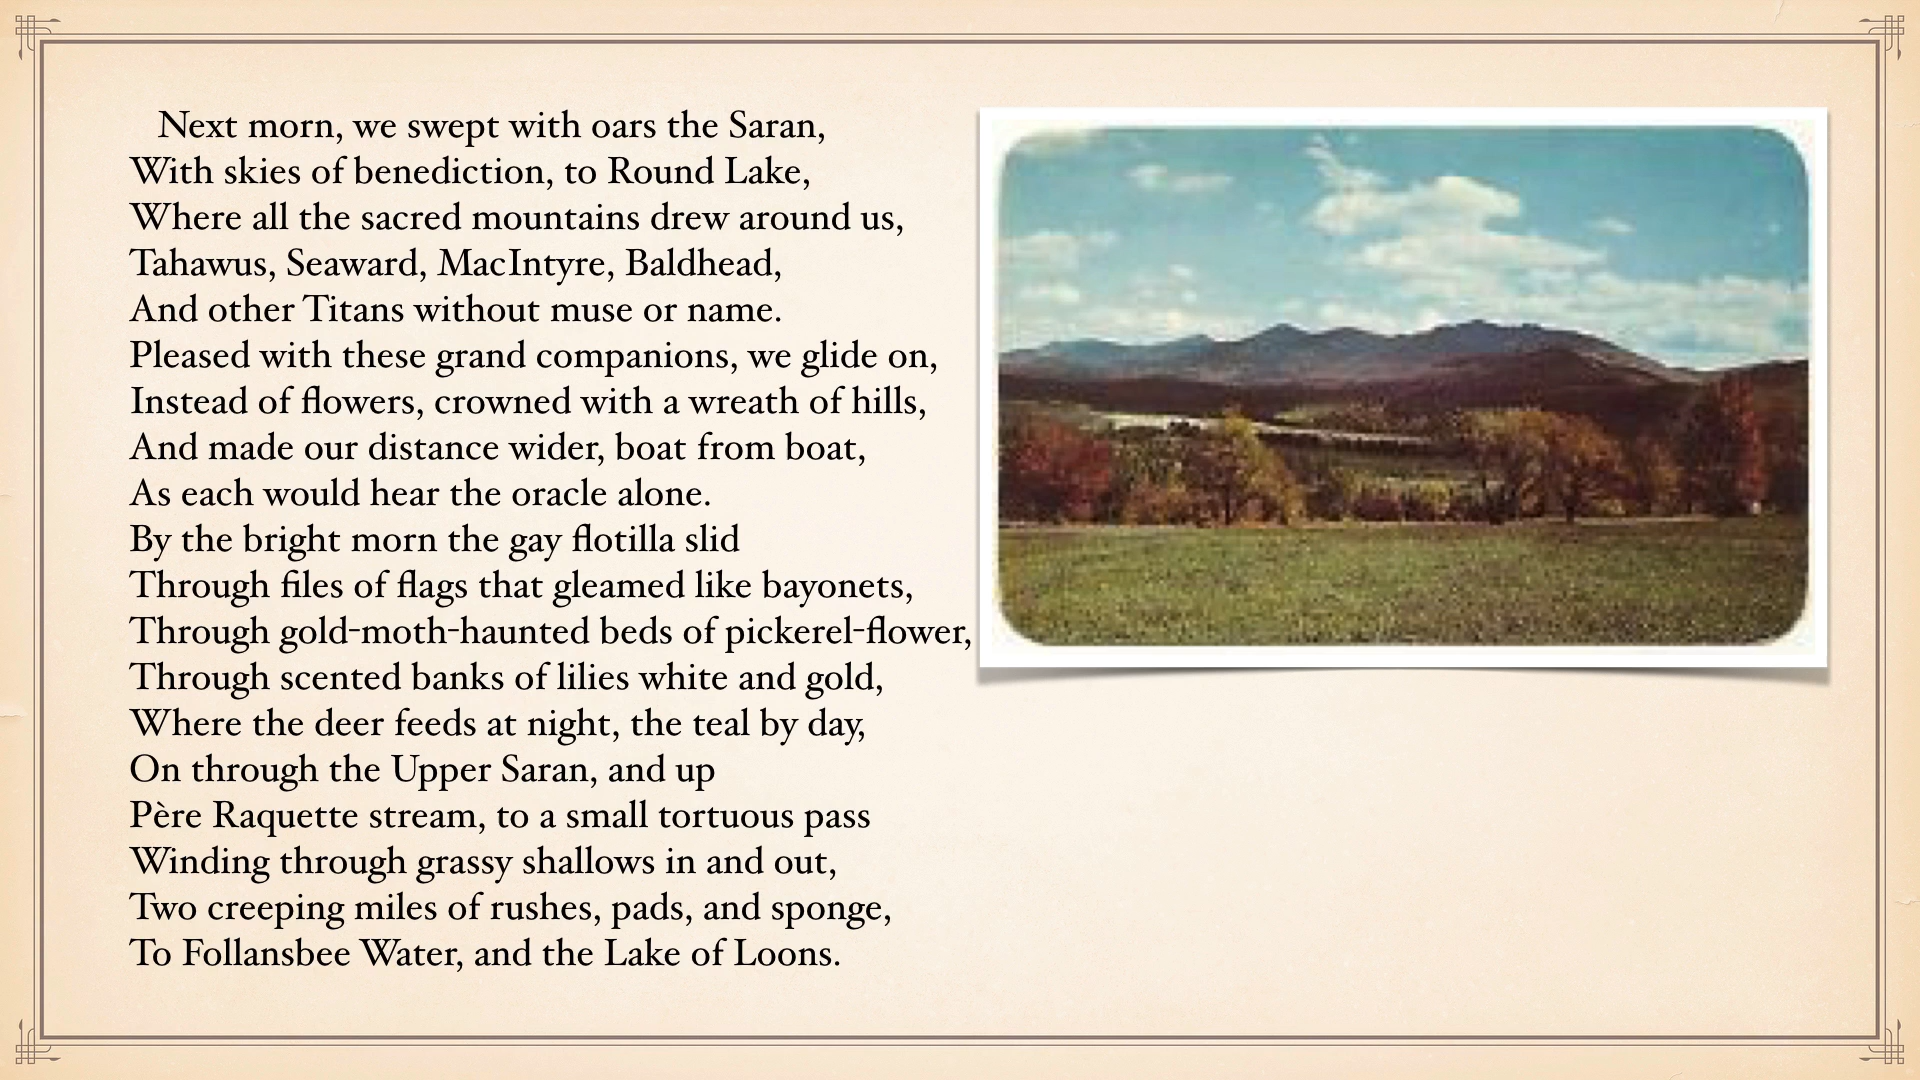 Next morn, we swept with oars the Saran,
With skies of benediction, to Round Lake,
Where all the sacred mountains drew around us,
Tahawus, Seaward, MacIntyre, Baldhead,
And other Titans without muse or name.
Pleased with these grand companions, we glide on,
Instead of flowers, crowned with a wreath of hills,
And made our distance wider, boat from boat,
As each would hear the oracle alone.
By the bright morn the gay flotilla slid
Through files of flags that gleamed like bayonets,
Through gold-moth-haunted beds of pickerel-flower,
Through scented banks of lilies white and gold,
Where the deer feeds at night, the teal by day,
On through the Upper Saran, and up
Père Raquette stream, to a small tortuous pass
Winding through grassy shallows in and out,
Two creeping miles of rushes, pads, and sponge,
To Follansbee Water, and the Lake of Loons.